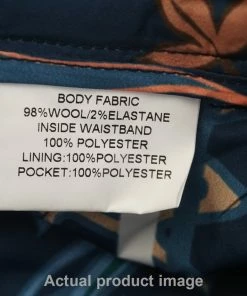 BODY FABRIC
98%WOOL/2%ELASTANE
INSIDE WAISTBAND
100% POLYESTER
LINING:100%POLYESTER
POCKET:100%POLYESTER
Actual product image